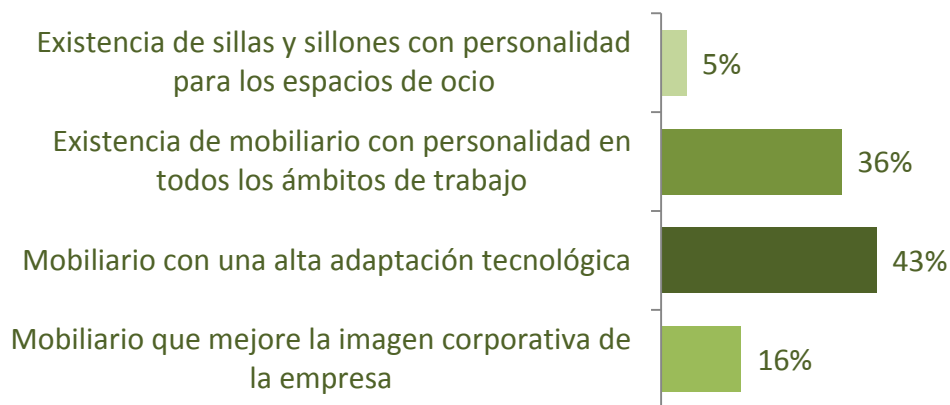 Existencia de sillas y sillones con personalidad
para los espacios de ocio
5%
Existencia de mobiliario con personalidad en
todos los ámbitos de trabajo
36%
Mobiliario con una alta adaptación tecnológica
43%
Mobiliario que mejore la imagen corporativa de
la empresa
16%